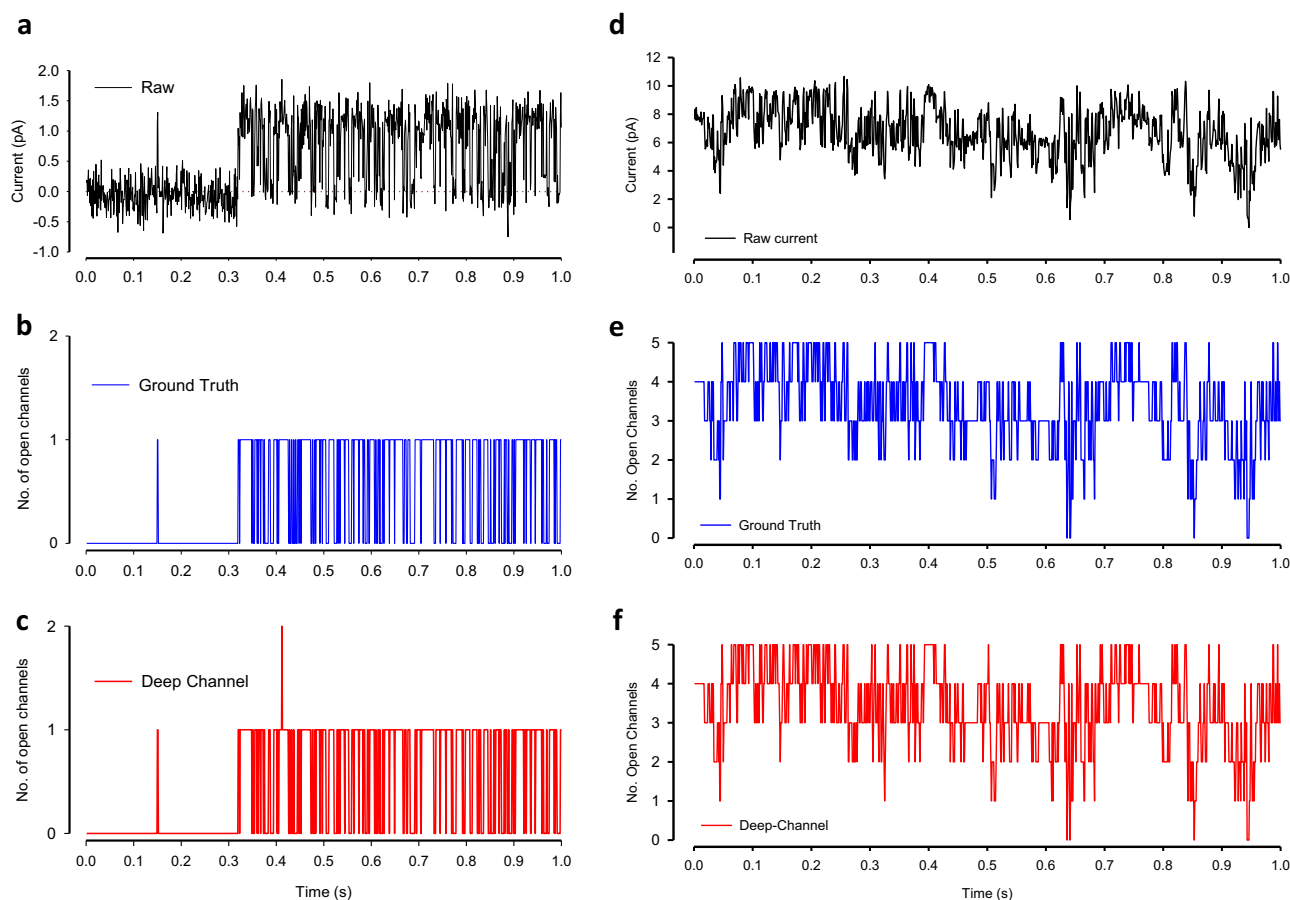 a
2.0
1.5
1.0
0.5
0.0
-0.5
-1.0
Current (pA)
Raw
0.0 0.1 0.2 0.3 0.4 0.5 0.6 0.7 0.8 0.9 1.0
b
2
1
0
No. of open channels
Ground Truth
0.0 0.1 0.2 0.3 0.4 0.5 0.6 0.7 0.8 0.9 1.0
c
2
1
0
No. of open channels
Deep Channel
0.0 0.1 0.2 0.3 0.4 0.5 0.6 0.7 0.8 0.9 1.0
Time (s)
d
12
10
8
6
4
2
0
Current (pA)
Raw current
0.0 0.1 0.2 0.3 0.4 0.5 0.6 0.7 0.8 0.9 1.0
e
5
4
3
2
1
0
No. Open Channels
Ground Truth
0.0 0.1 0.2 0.3 0.4 0.5 0.6 0.7 0.8 0.9 1.0
f
5
4
3
2
1
0
No. Open Channels
Deep-Channel
0.0 0.1 0.2 0.3 0.4 0.5 0.6 0.7 0.8 0.9 1.0
Time (s)